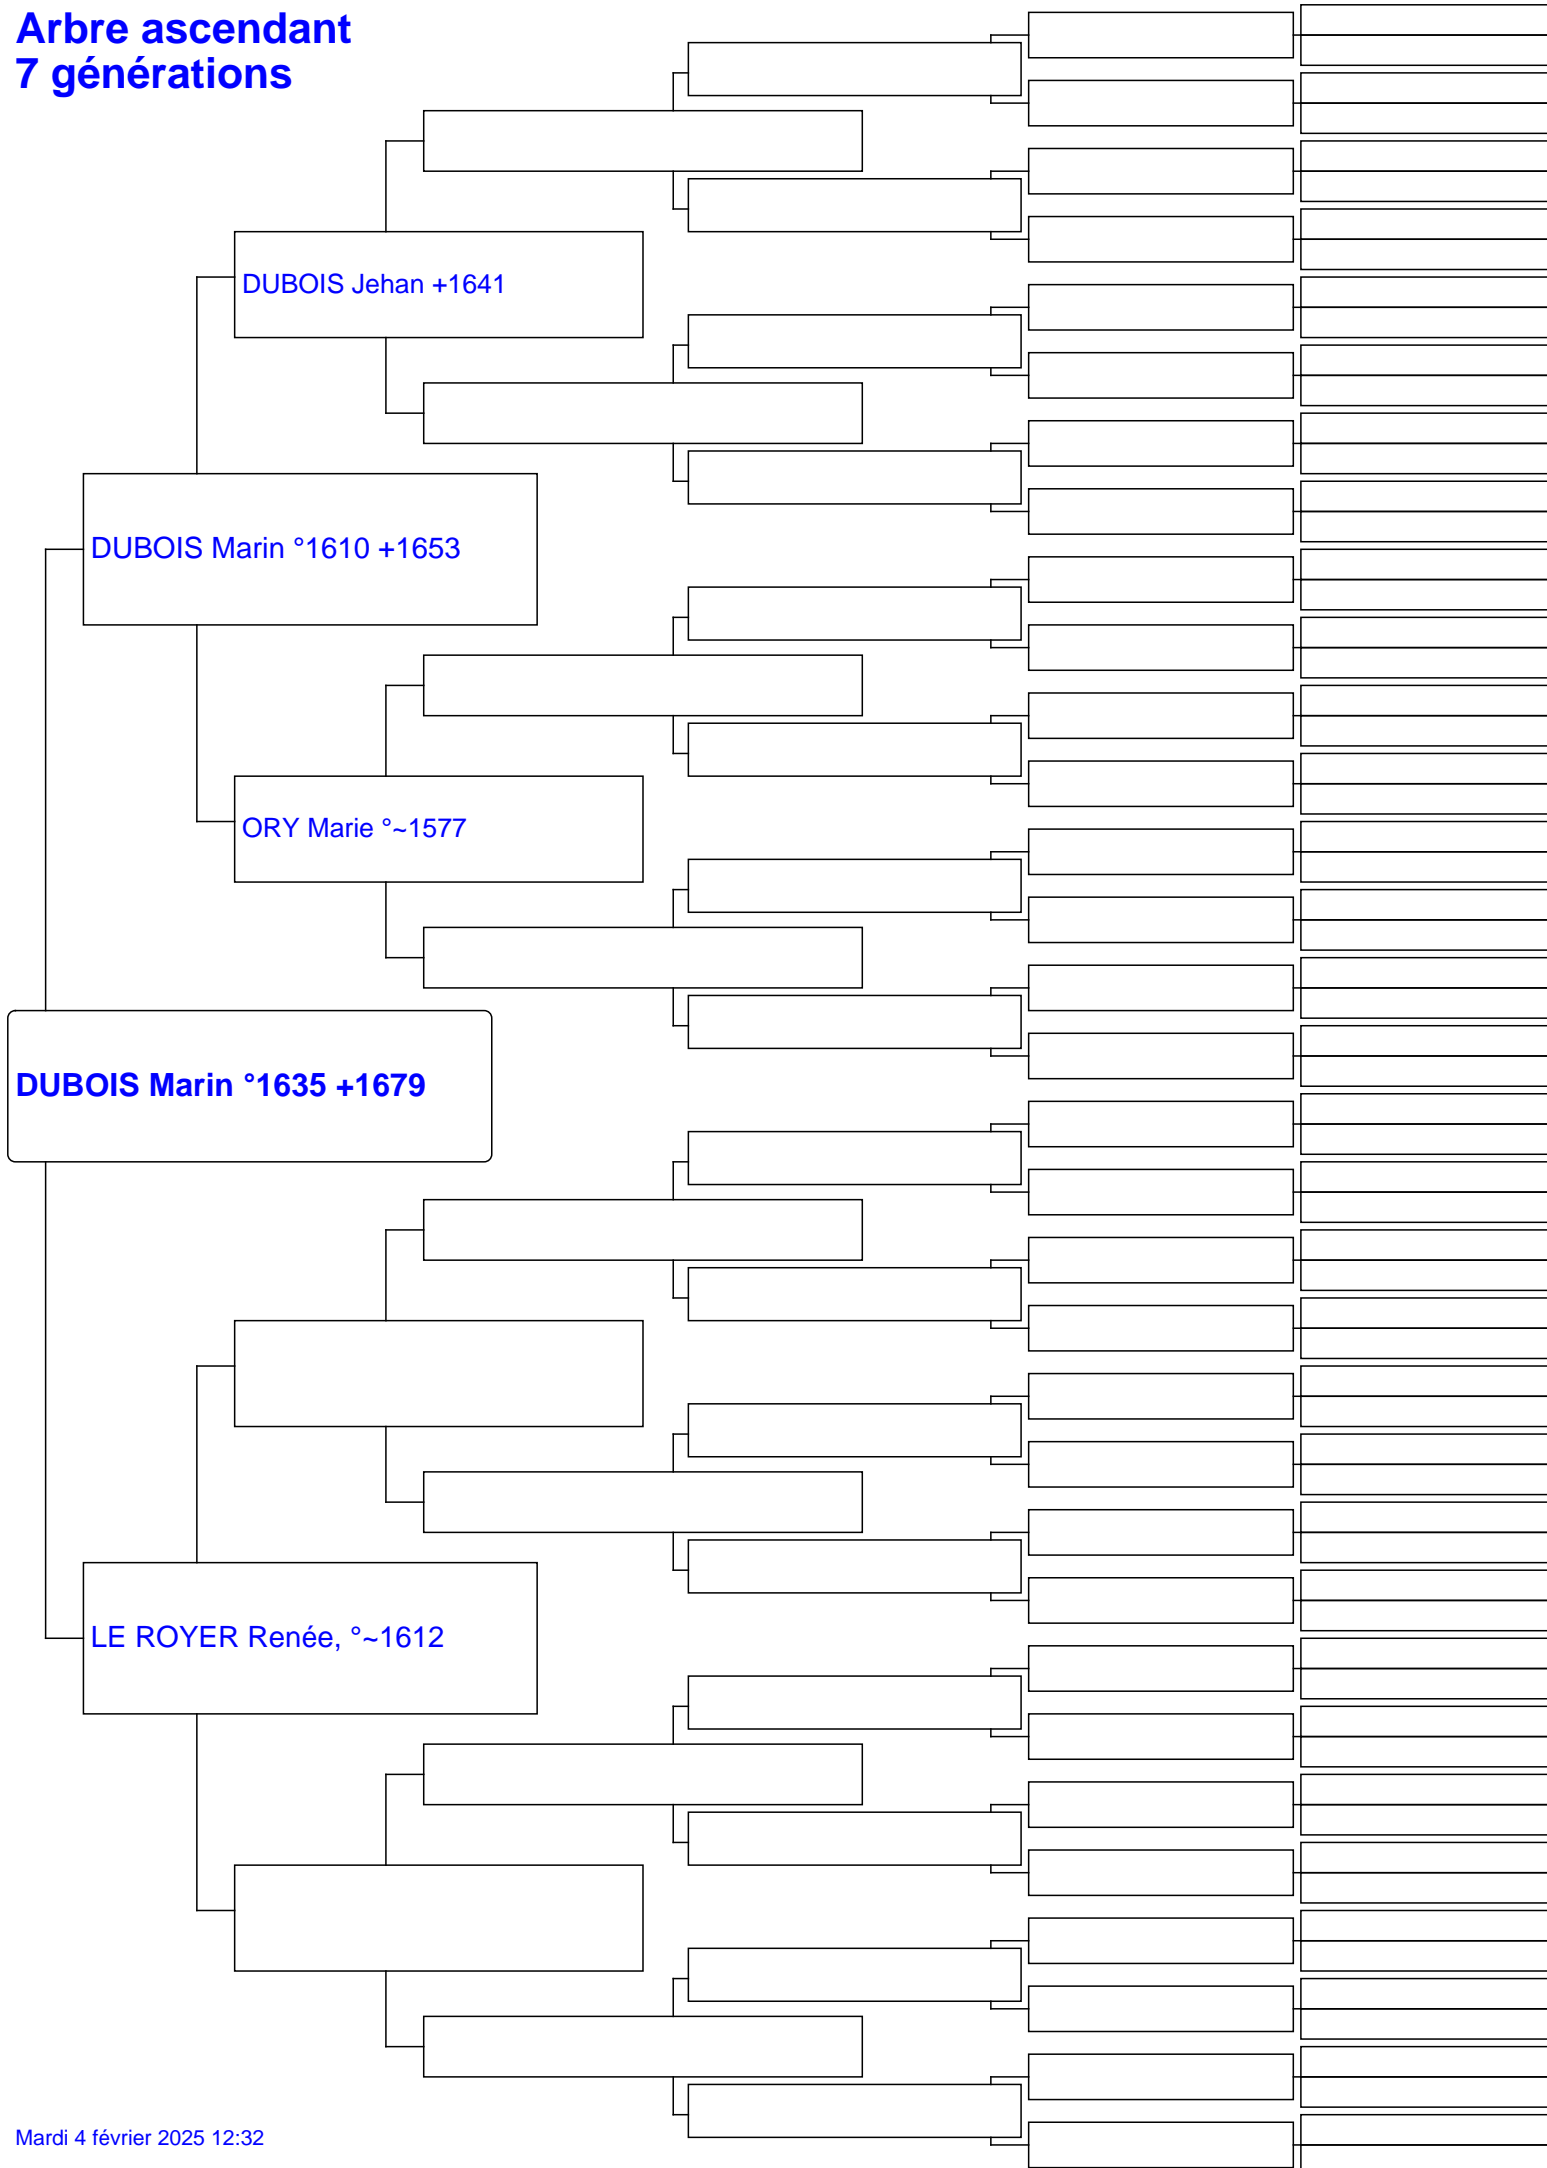 Arbre ascendant
7 générations
DUBOIS Jehan +1641
DUBOIS Marin °1610 +1653
ORY Marie °~1577
DUBOIS Marin °1635 +1679
LE ROYER Renée, °~1612
Mardi 4 février 2025 12:32